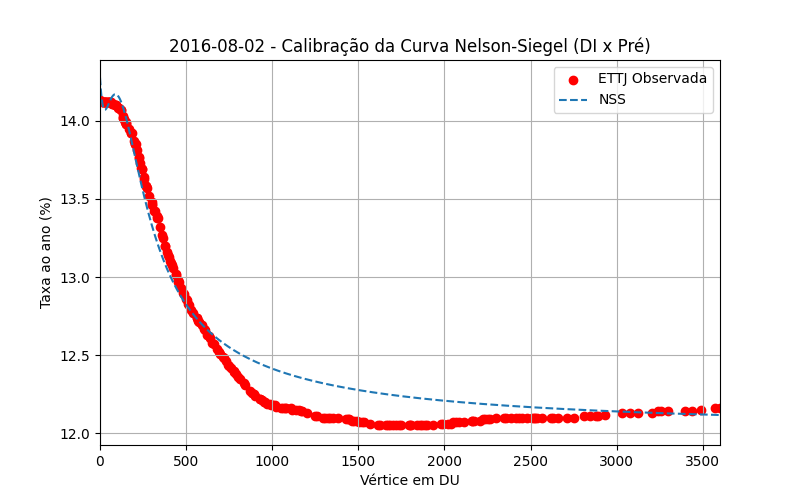 2016-08-02 - Calibração da Curva Nelson-Siegel (DI x Pré)
ETTJ Observada
NSS
Taxa ao ano (%)
14.0
13.5
13.0
12.5
12.0
0 500 1000 1500 2000 2500 3000 3500
Vértice em DU